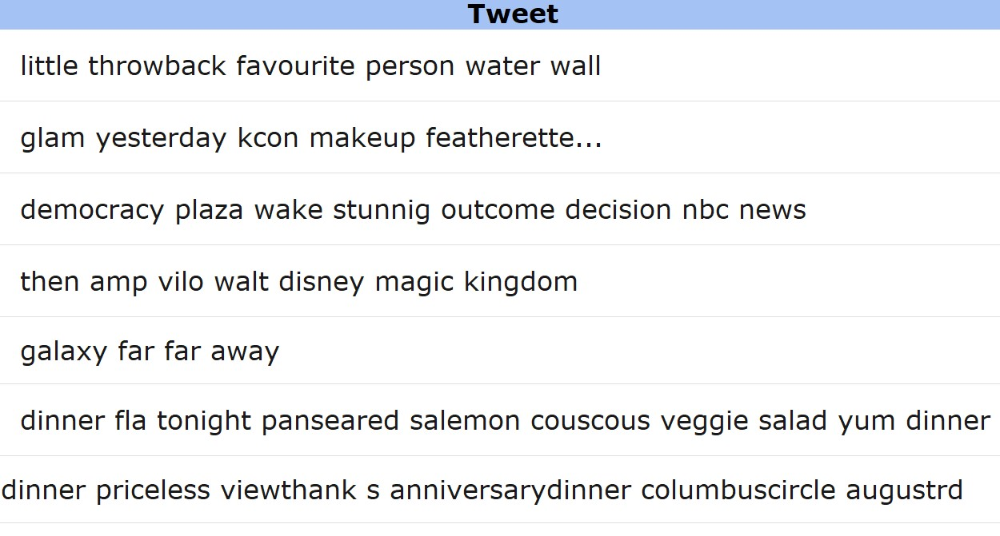 Tweet
little throwback favourite person water wall
glam yesterday kcon makeup featherette...
democracy plaza wake stunnig outcome decision nbc news
then amp vilo walt disney magic kingdom
galaxy far far away
dinner fla tonight panseared salemon couscous veggie salad yum dinner
dinner priceless viewthank s anniversarydinner columbuscircle augustrd